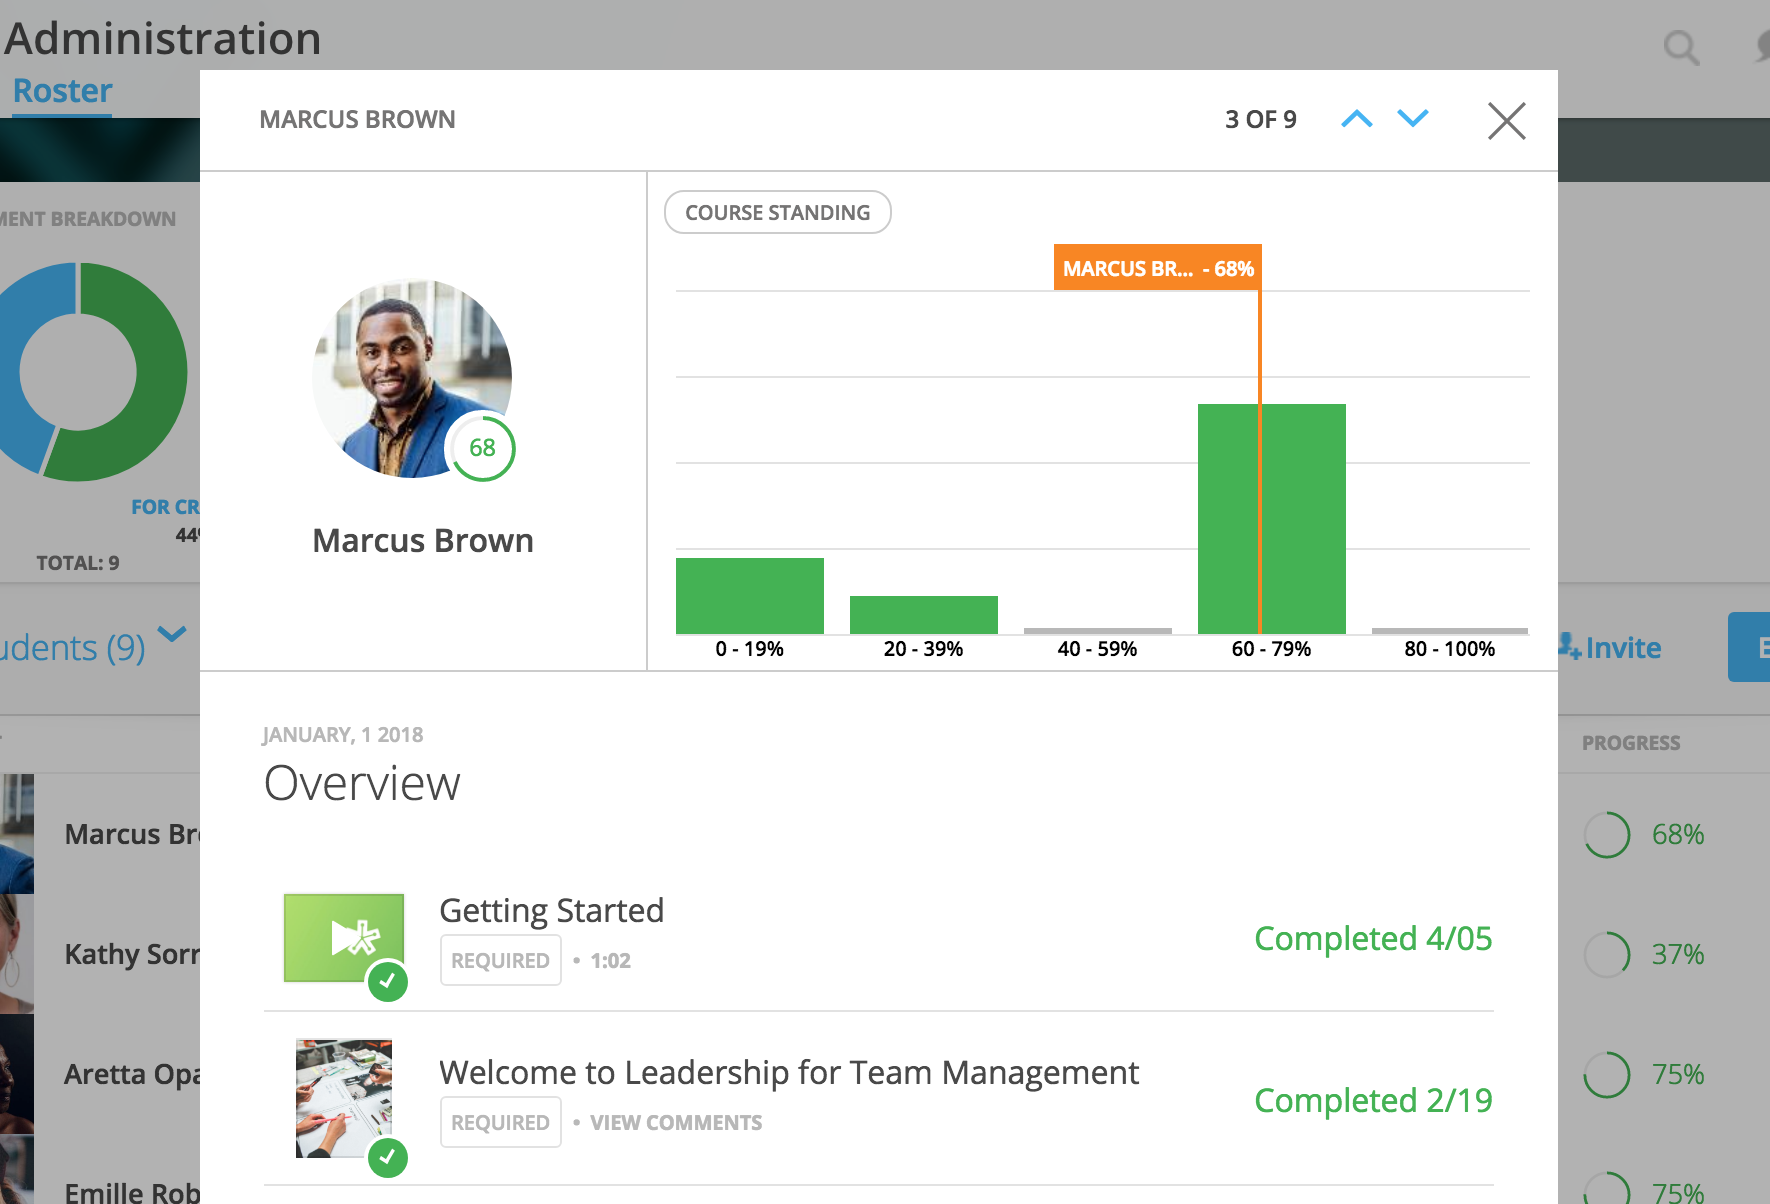 Administration
Roster
MARCUS BROWN
3 OF 9
MENT BREAKDOWN
COURSE STANDING
MARCUS BR... - 68%
68
Marcus Brown
FOR CR
44%
TOTAL: 9
0 - 19%
20 - 39%
40 - 59%
60 - 79%
80 - 100%
udents (9)
Invite
E
JANUARY, 1 2018
Overview
PROGRESS
Marcus Bro
68%
Getting Started
REQUIRED • 1:02
Completed 4/05
Kathy Sorr
37%
Welcome to Leadership for Team Management
REQUIRED • VIEW COMMENTS
Completed 2/19
Aretta Opa
75%
Emille Rob
75%